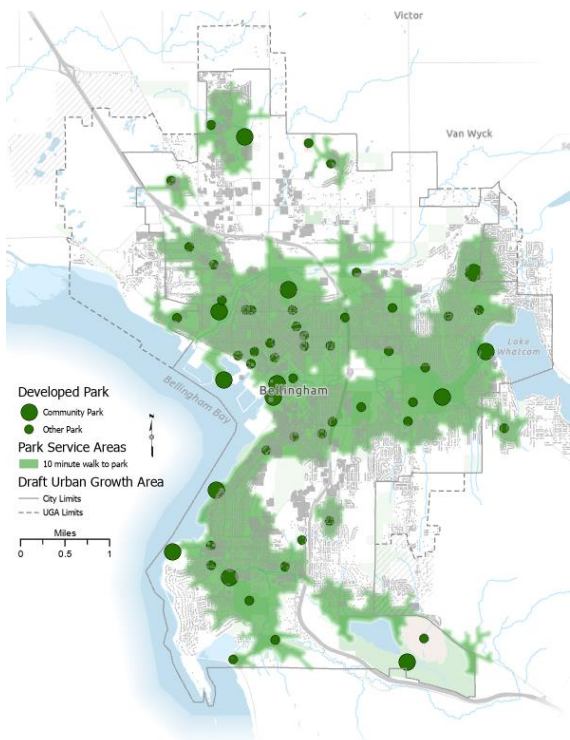 Victor
Van Wyck
Lake
Whatcom
Developed Park
Community Park
Other Park
Bellingham
Bellingham Bay
Park Service Areas
10 minute walk to park
Draft Urban Growth Area
City Limits
UGA Limits
Miles
0 0.5 1